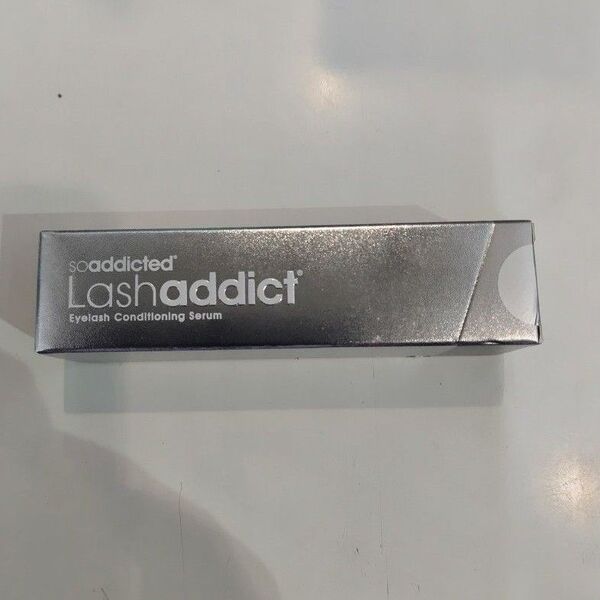 soaddicted®
Lashaddict®
Eyelash Conditioning Serum